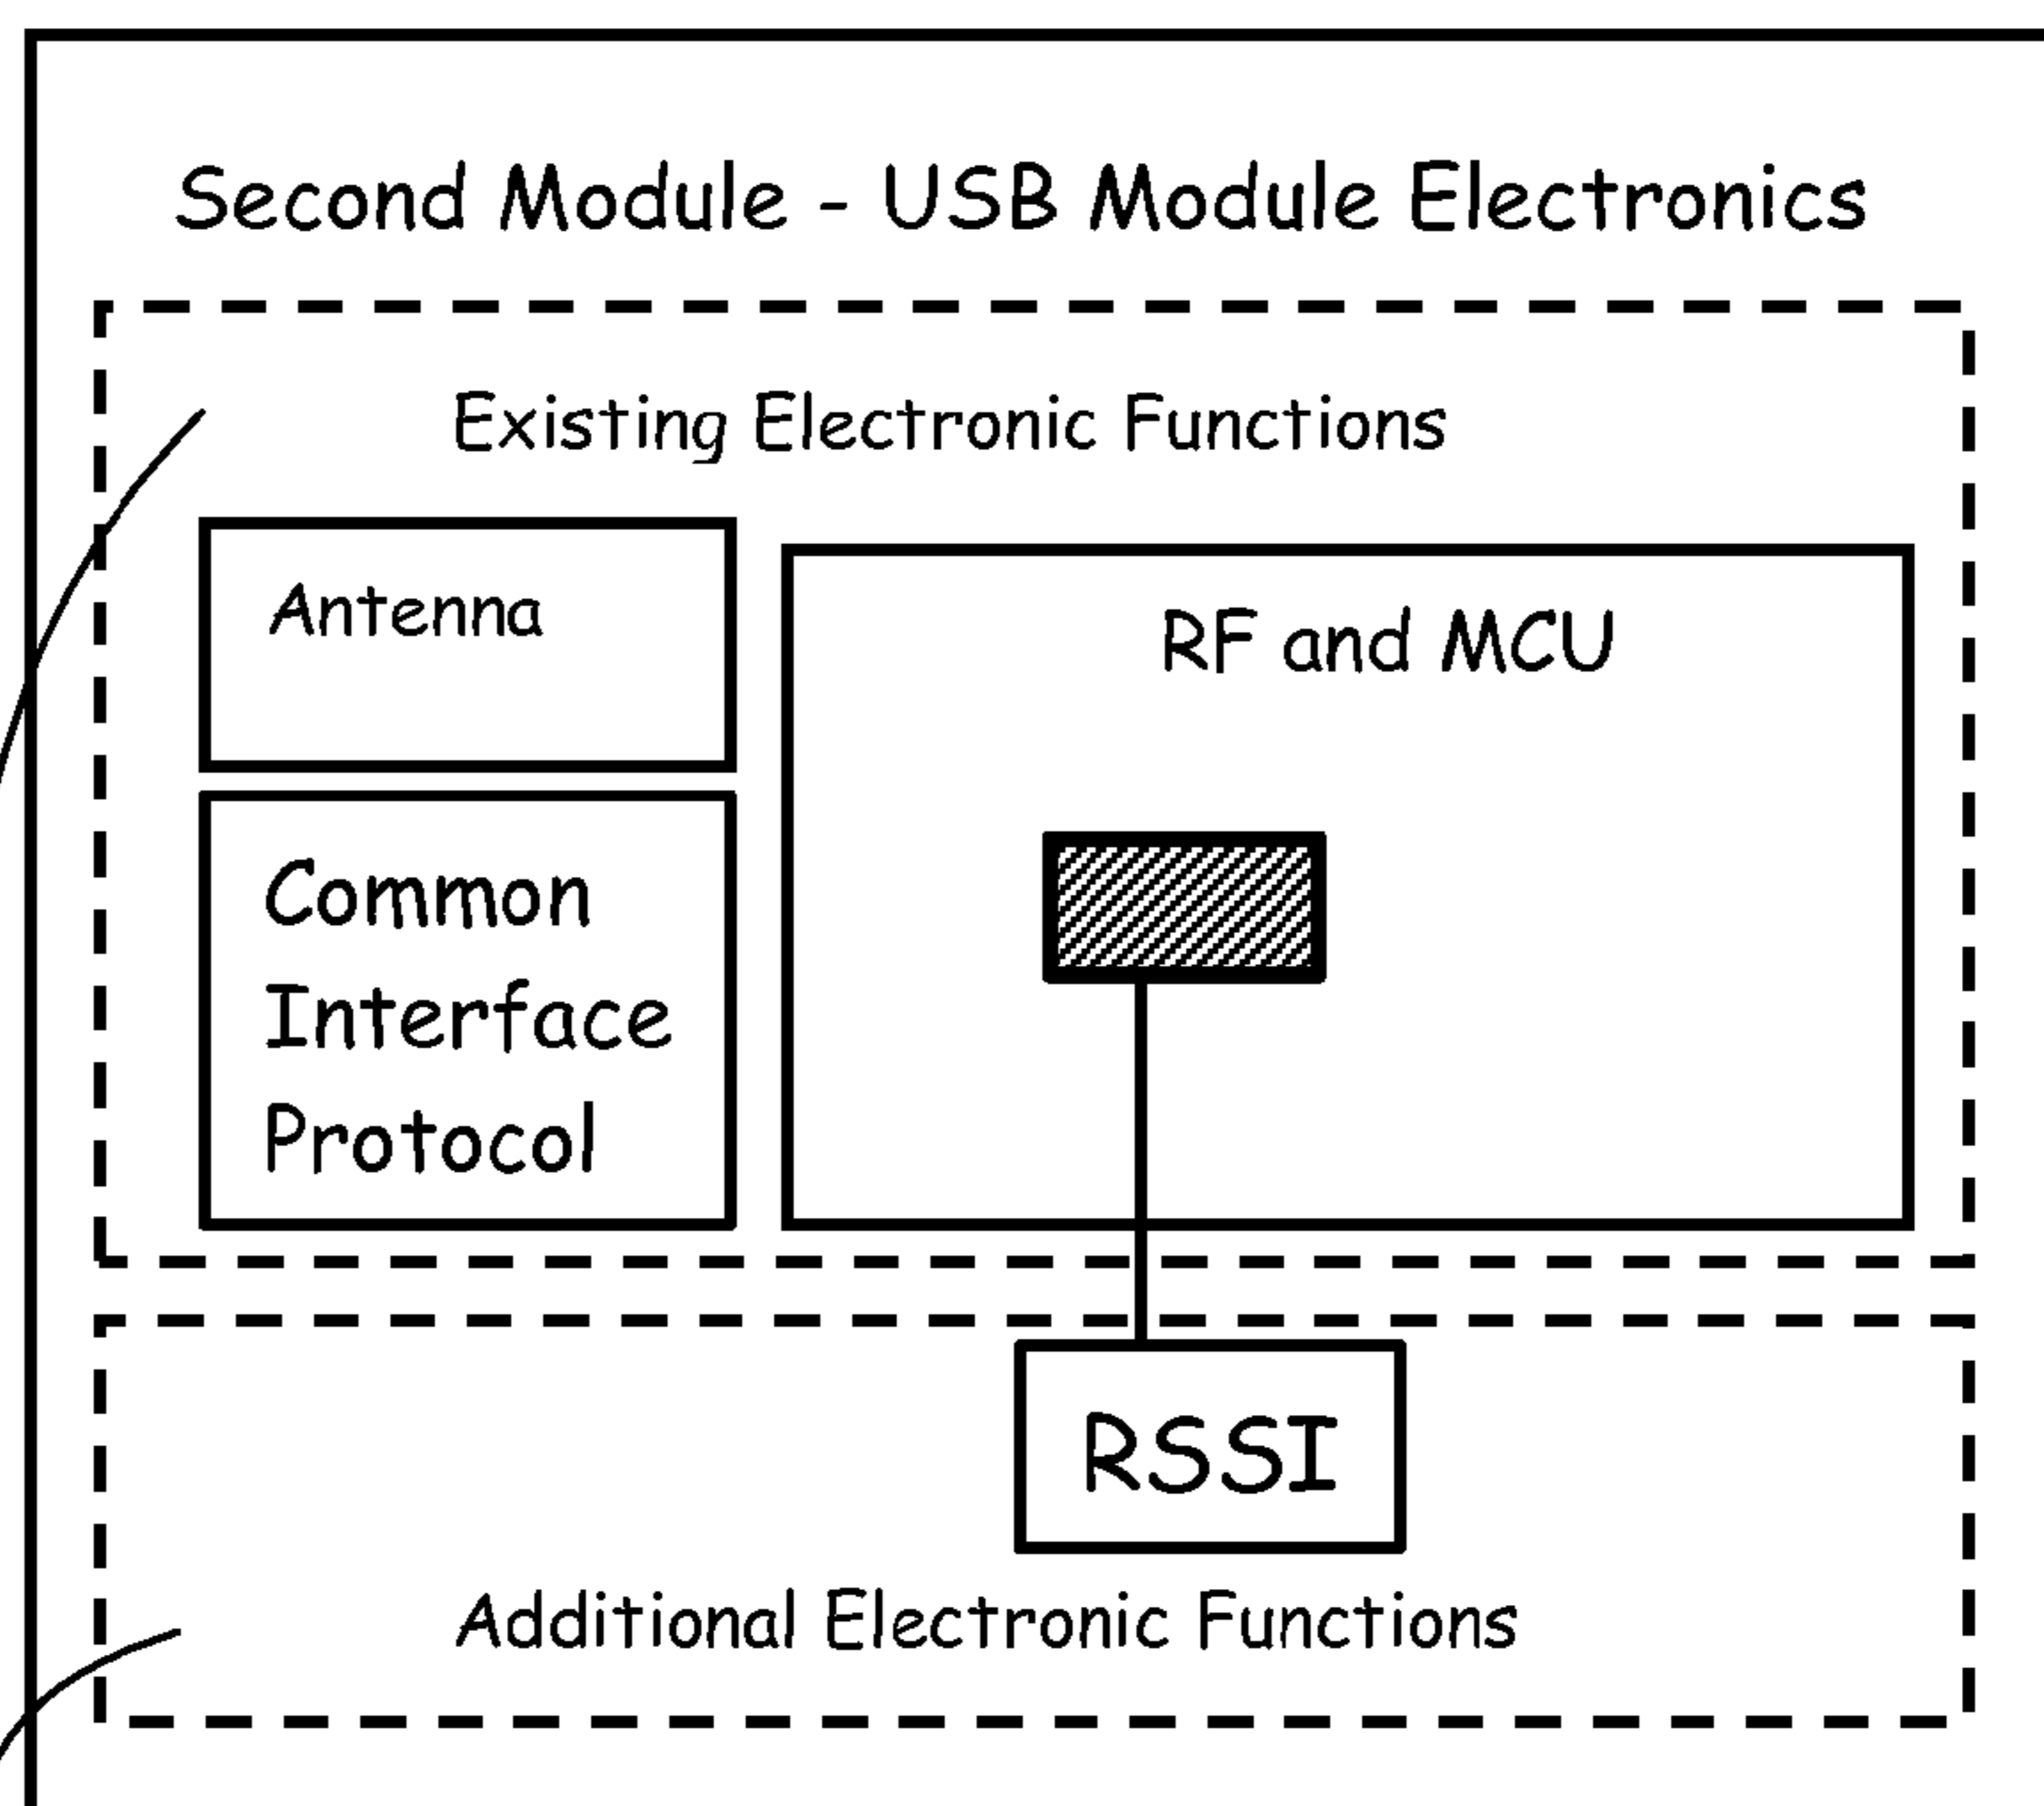 Second Module - USB Module Electronics
Existing Electronic Functions
Antenna
RF and MCU
Common
Interface
Protocol
RSSI
Additional Electronic Functions